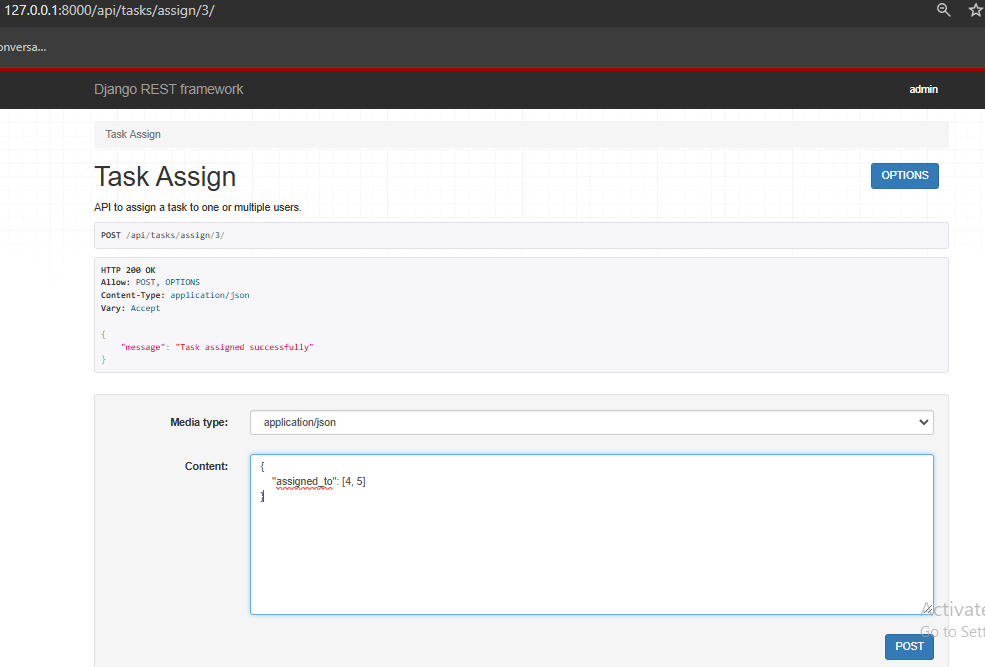 127.0.0.1:8000/api/tasks/assign/3/
onversa...
Django REST framework admin
Task Assign
Task Assign OPTIONS
API to assign a task to one or multiple users.
POST /api/tasks/assign/3/
HTTP 200 OK
Allow: POST, OPTIONS
Content-Type: application/json
Vary: Accept
{
"message": "Task assigned successfully"
}
Media type: application/json
Content: {
"assigned_to": [4, 5]
}
Activate
Go to Sett
POST